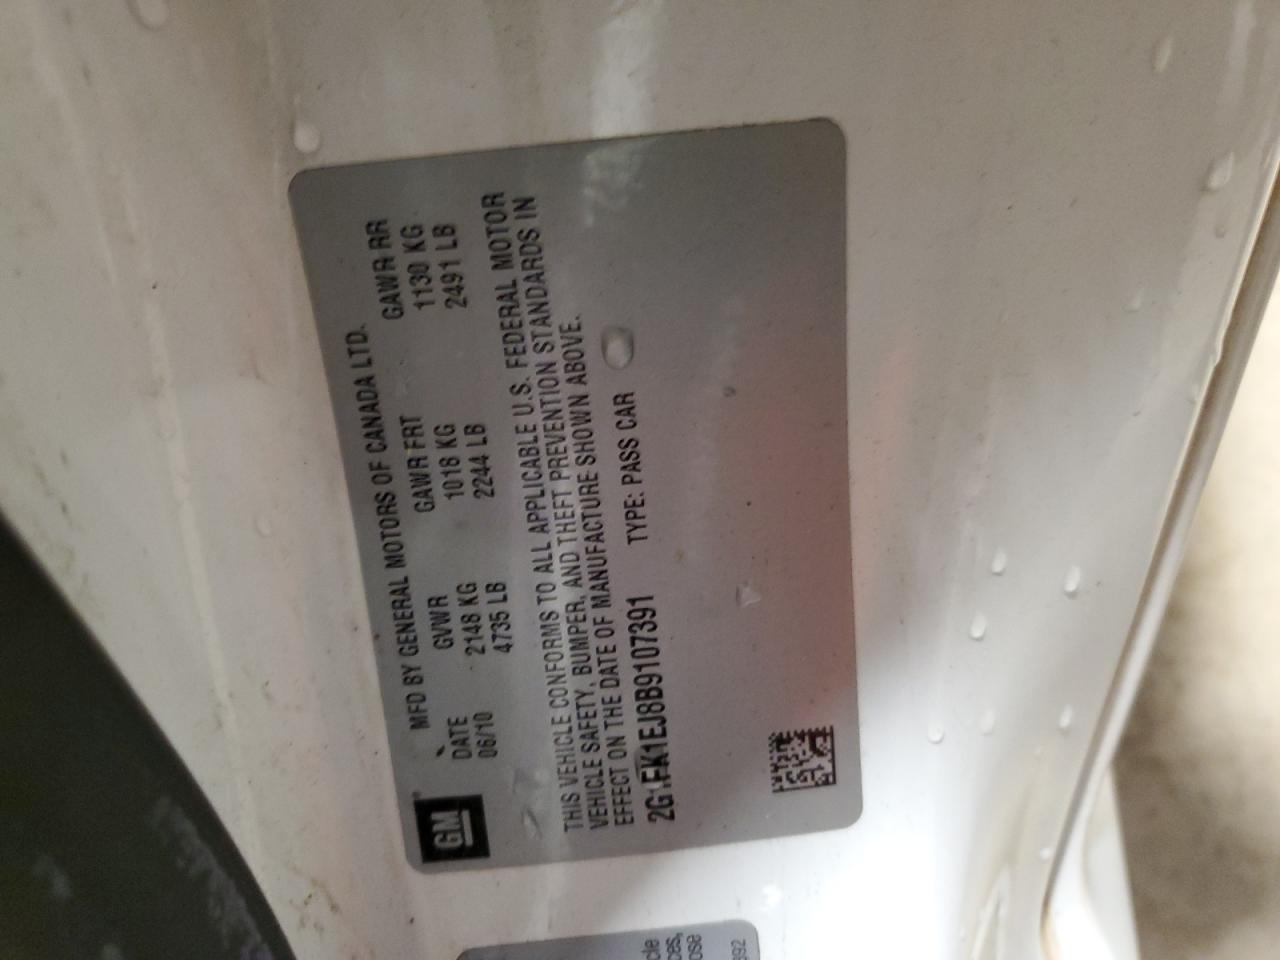 GM
MFD BY GENERAL MOTORS OF CANADA LTD.
DATE GVWR GAWR FRT GAWR RR
06/10 2148 KG 1018 KG 1130 KG
4735 LB 2244 LB 2491 LB
THIS VEHICLE CONFORMS TO ALL APPLICABLE U.S. FEDERAL MOTOR
VEHICLE SAFETY, BUMPER, AND THEFT PREVENTION STANDARDS IN
EFFECT ON THE DATE OF MANUFACTURE SHOWN ABOVE.
2G1FK1EJ8B9107391 TYPE: PASS CAR